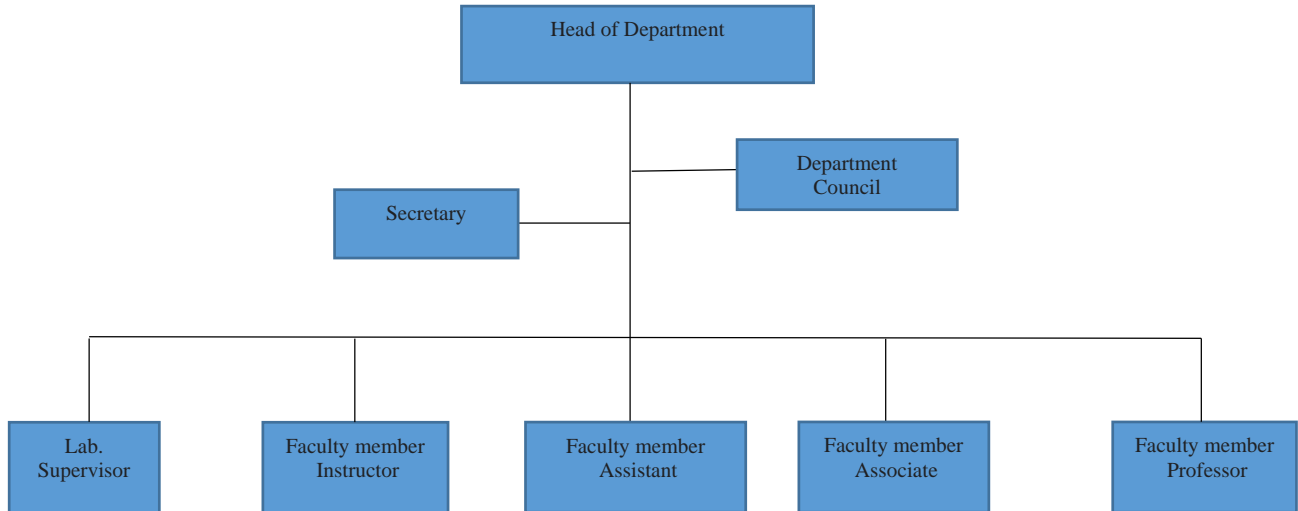 Head of Department
Department
Council
Secretary
Lab.
Supervisor
Faculty member
Instructor
Faculty member
Assistant
Faculty member
Associate
Faculty member
Professor